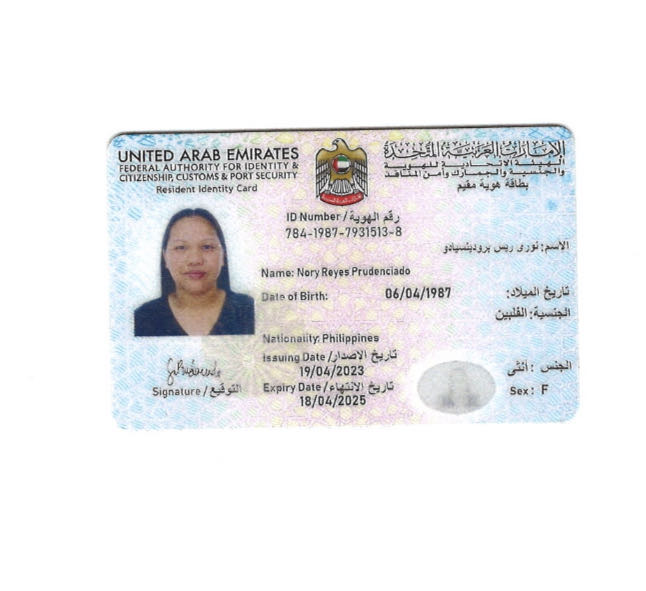 UNITED ARAB EMIRATES
FEDERAL AUTHORITY FOR IDENTITY &
CITIZENSHIP, CUSTOMS & PORT SECURITY
Resident Identity Card
الإمارات العربية المتحدة
الهيئة الاتحادية للهوية
والجنسية والجمارك وأمن المنافذ
بطاقة هوية مقيم
ID Number / رقم الهوية
784-1987-7931513-8
الاسم: نورى ريس برودينسيادو
Name: Nory Reyes Prudenciado
Date of Birth: 06/04/1987 تاريخ الميلاد:
الجنسية: الفلبين
Nationality: Philippines
Issuing Date / تاريخ الاصدار
19/04/2023
Expiry Date / تاريخ الانتهاء
18/04/2025
Signature / التوقيع
الجنس : أنثى
Sex: F